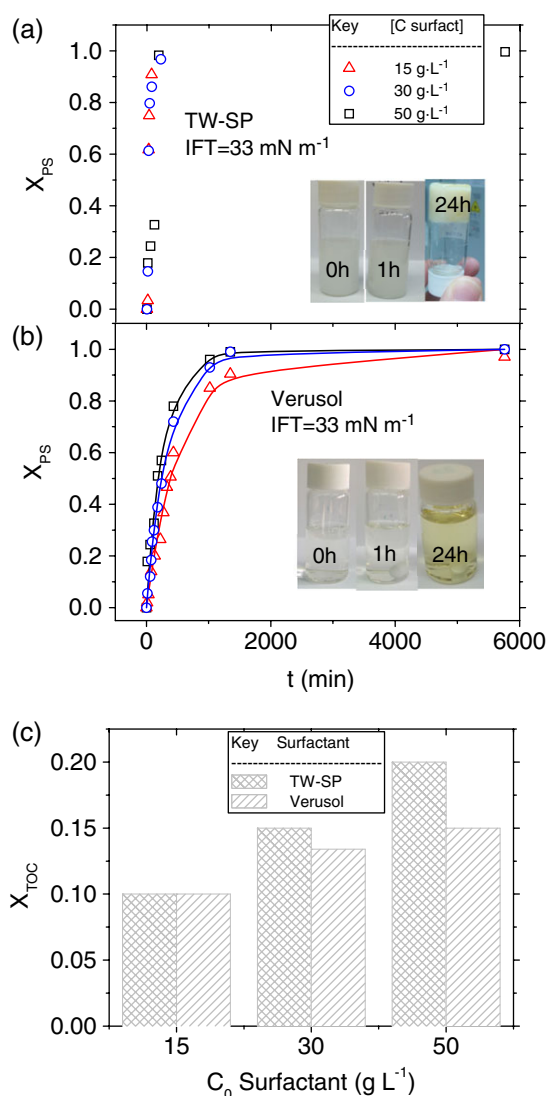 (a)
Key [C surfact]
15 g·L⁻¹
30 g·L⁻¹
50 g·L⁻¹
TW-SP
IFT=33 mN m⁻¹
0h 1h 24h
X_PS
1.0
0.8
0.6
0.4
0.2
0.0
(b)
Verusol
IFT=33 mN m⁻¹
0h 1h 24h
X_PS
1.0
0.8
0.6
0.4
0.2
0.0
0 2000 4000 6000
t (min)
(c)
Key Surfactant
TW-SP
Verusol
X_TOC
0.20
0.15
0.10
0.05
0.00
15 30 50
C₀ Surfactant (g L⁻¹)